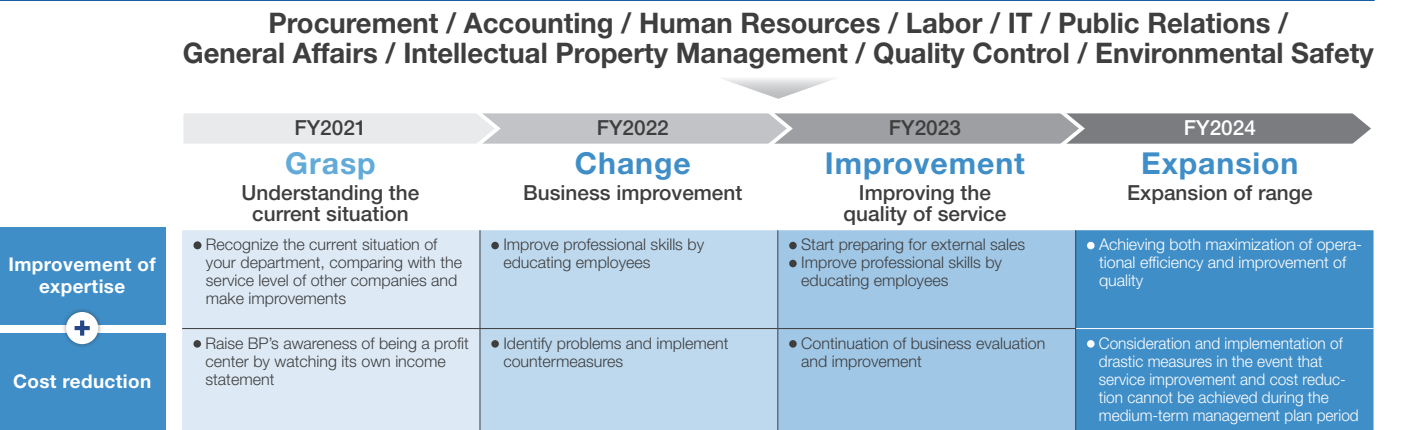 Procurement / Accounting / Human Resources / Labor / IT / Public Relations /
General Affairs / Intellectual Property Management / Quality Control / Environmental Safety
FY2021
FY2022
FY2023
FY2024
Grasp
Understanding the
current situation
Change
Business improvement
Improvement
Improving the
quality of service
Expansion
Expansion of range
Improvement of
expertise
● Recognize the current situation of
your department, comparing with the
service level of other companies and
make improvements
● Improve professional skills by
educating employees
● Start preparing for external sales
● Improve professional skills by
educating employees
● Achieving both maximization of opera-
tional efficiency and improvement of
quality
+
Cost reduction
● Raise BP’s awareness of being a profit
center by watching its own income
statement
● Identify problems and implement
countermeasures
● Continuation of business evaluation
and improvement
● Consideration and implementation of
drastic measures in the event that
service improvement and cost reduc-
tion cannot be achieved during the
medium-term management plan period